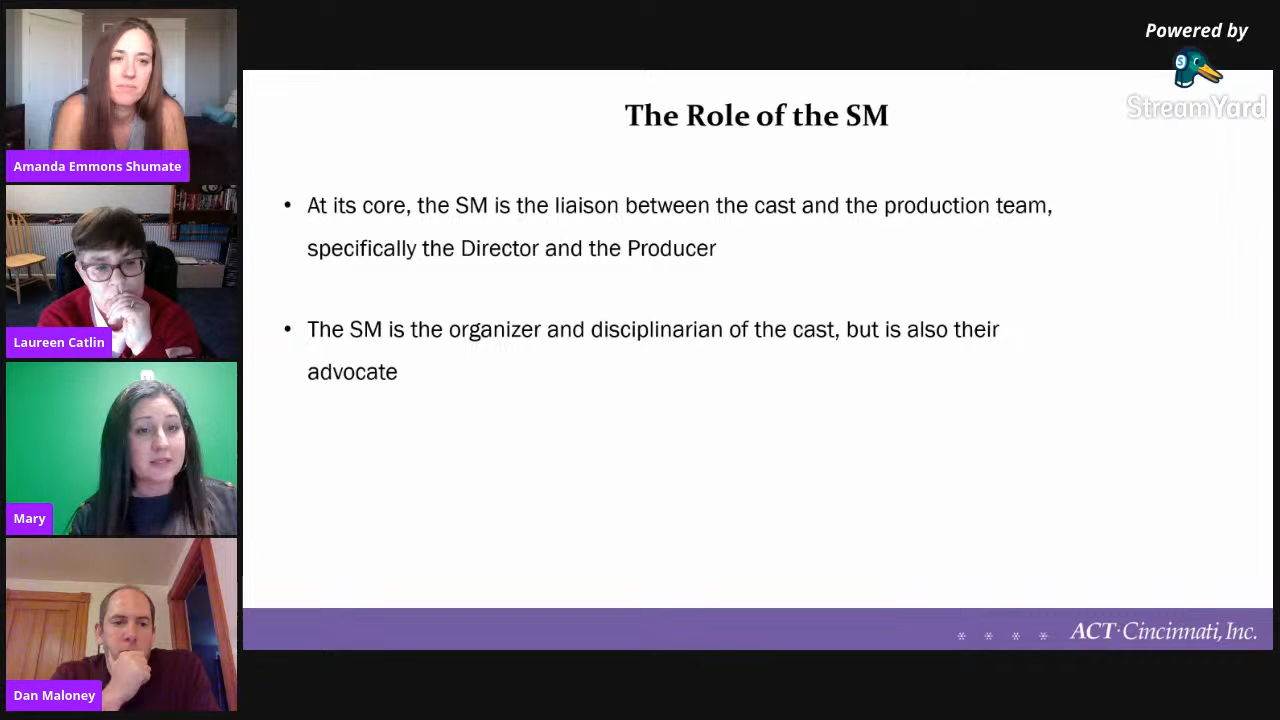 Powered by
StreamYard
Amanda Emmons Shumate
Laureen Catlin
Mary
Dan Maloney
The Role of the SM
• At its core, the SM is the liaison between the cast and the production team,
specifically the Director and the Producer
• The SM is the organizer and disciplinarian of the cast, but is also their
advocate
* * * * ACT·Cincinnati, Inc.